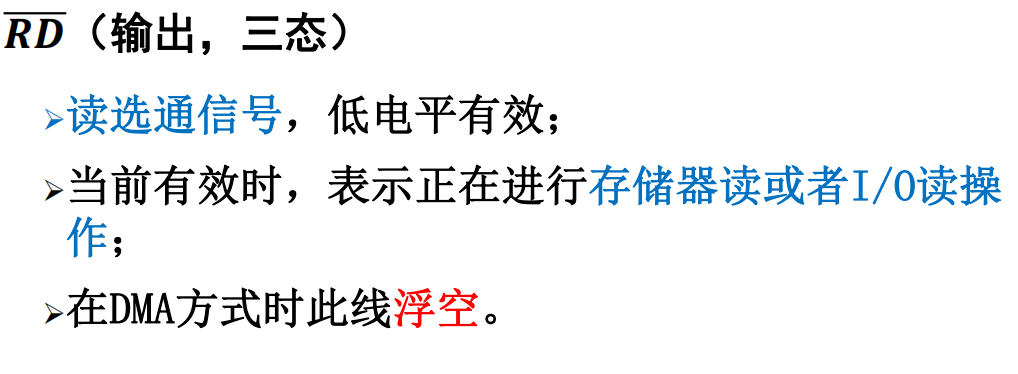 R̅D̅（输出，三态）
➢读选通信号，低电平有效；
➢当前有效时，表示正在进行存储器读或者I/O读操
作；
➢在DMA方式时此线浮空。